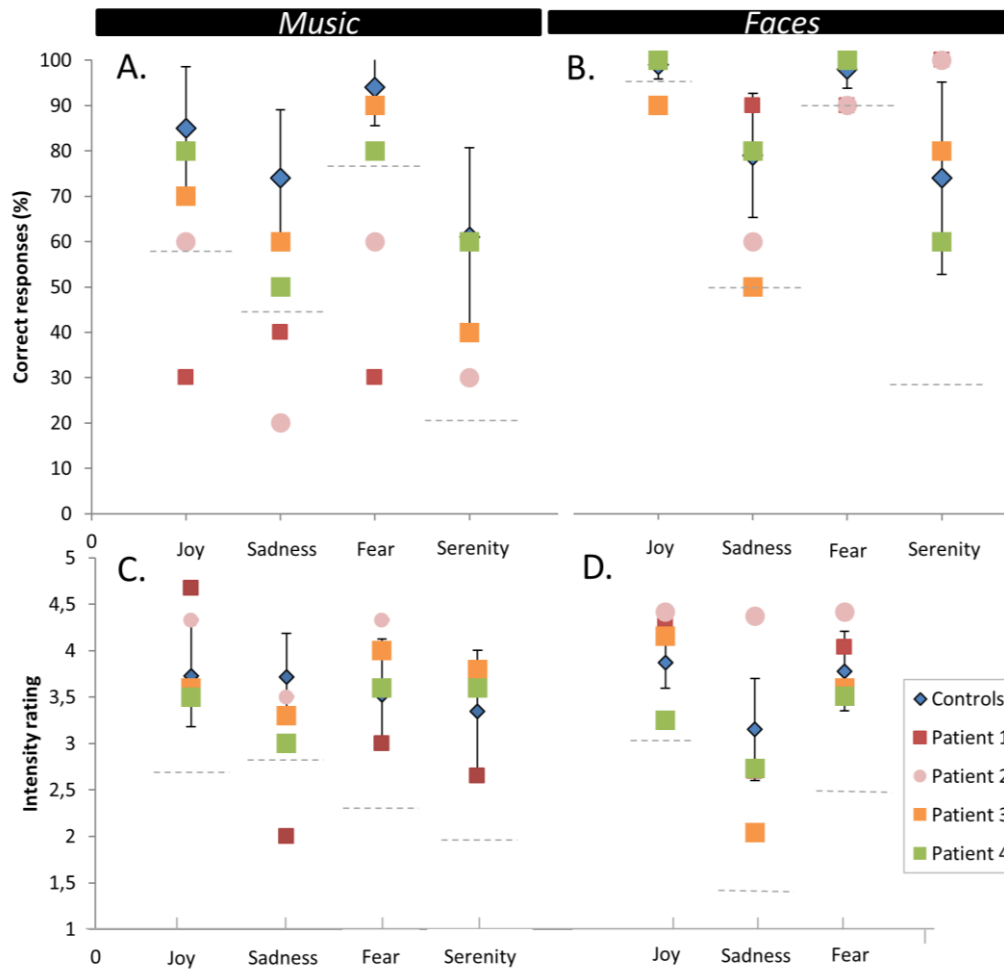 Music
Faces
A.
B.
Correct responses (%)
100
90
80
70
60
50
40
30
20
10
0
0
Joy
Sadness
Fear
Serenity
Joy
Sadness
Fear
Serenity
C.
D.
Intensity rating
5
4,5
4
3,5
3
2,5
2
1,5
1
0
Joy
Sadness
Fear
Serenity
Joy
Sadness
Fear
Controls
Patient 1
Patient 2
Patient 3
Patient 4